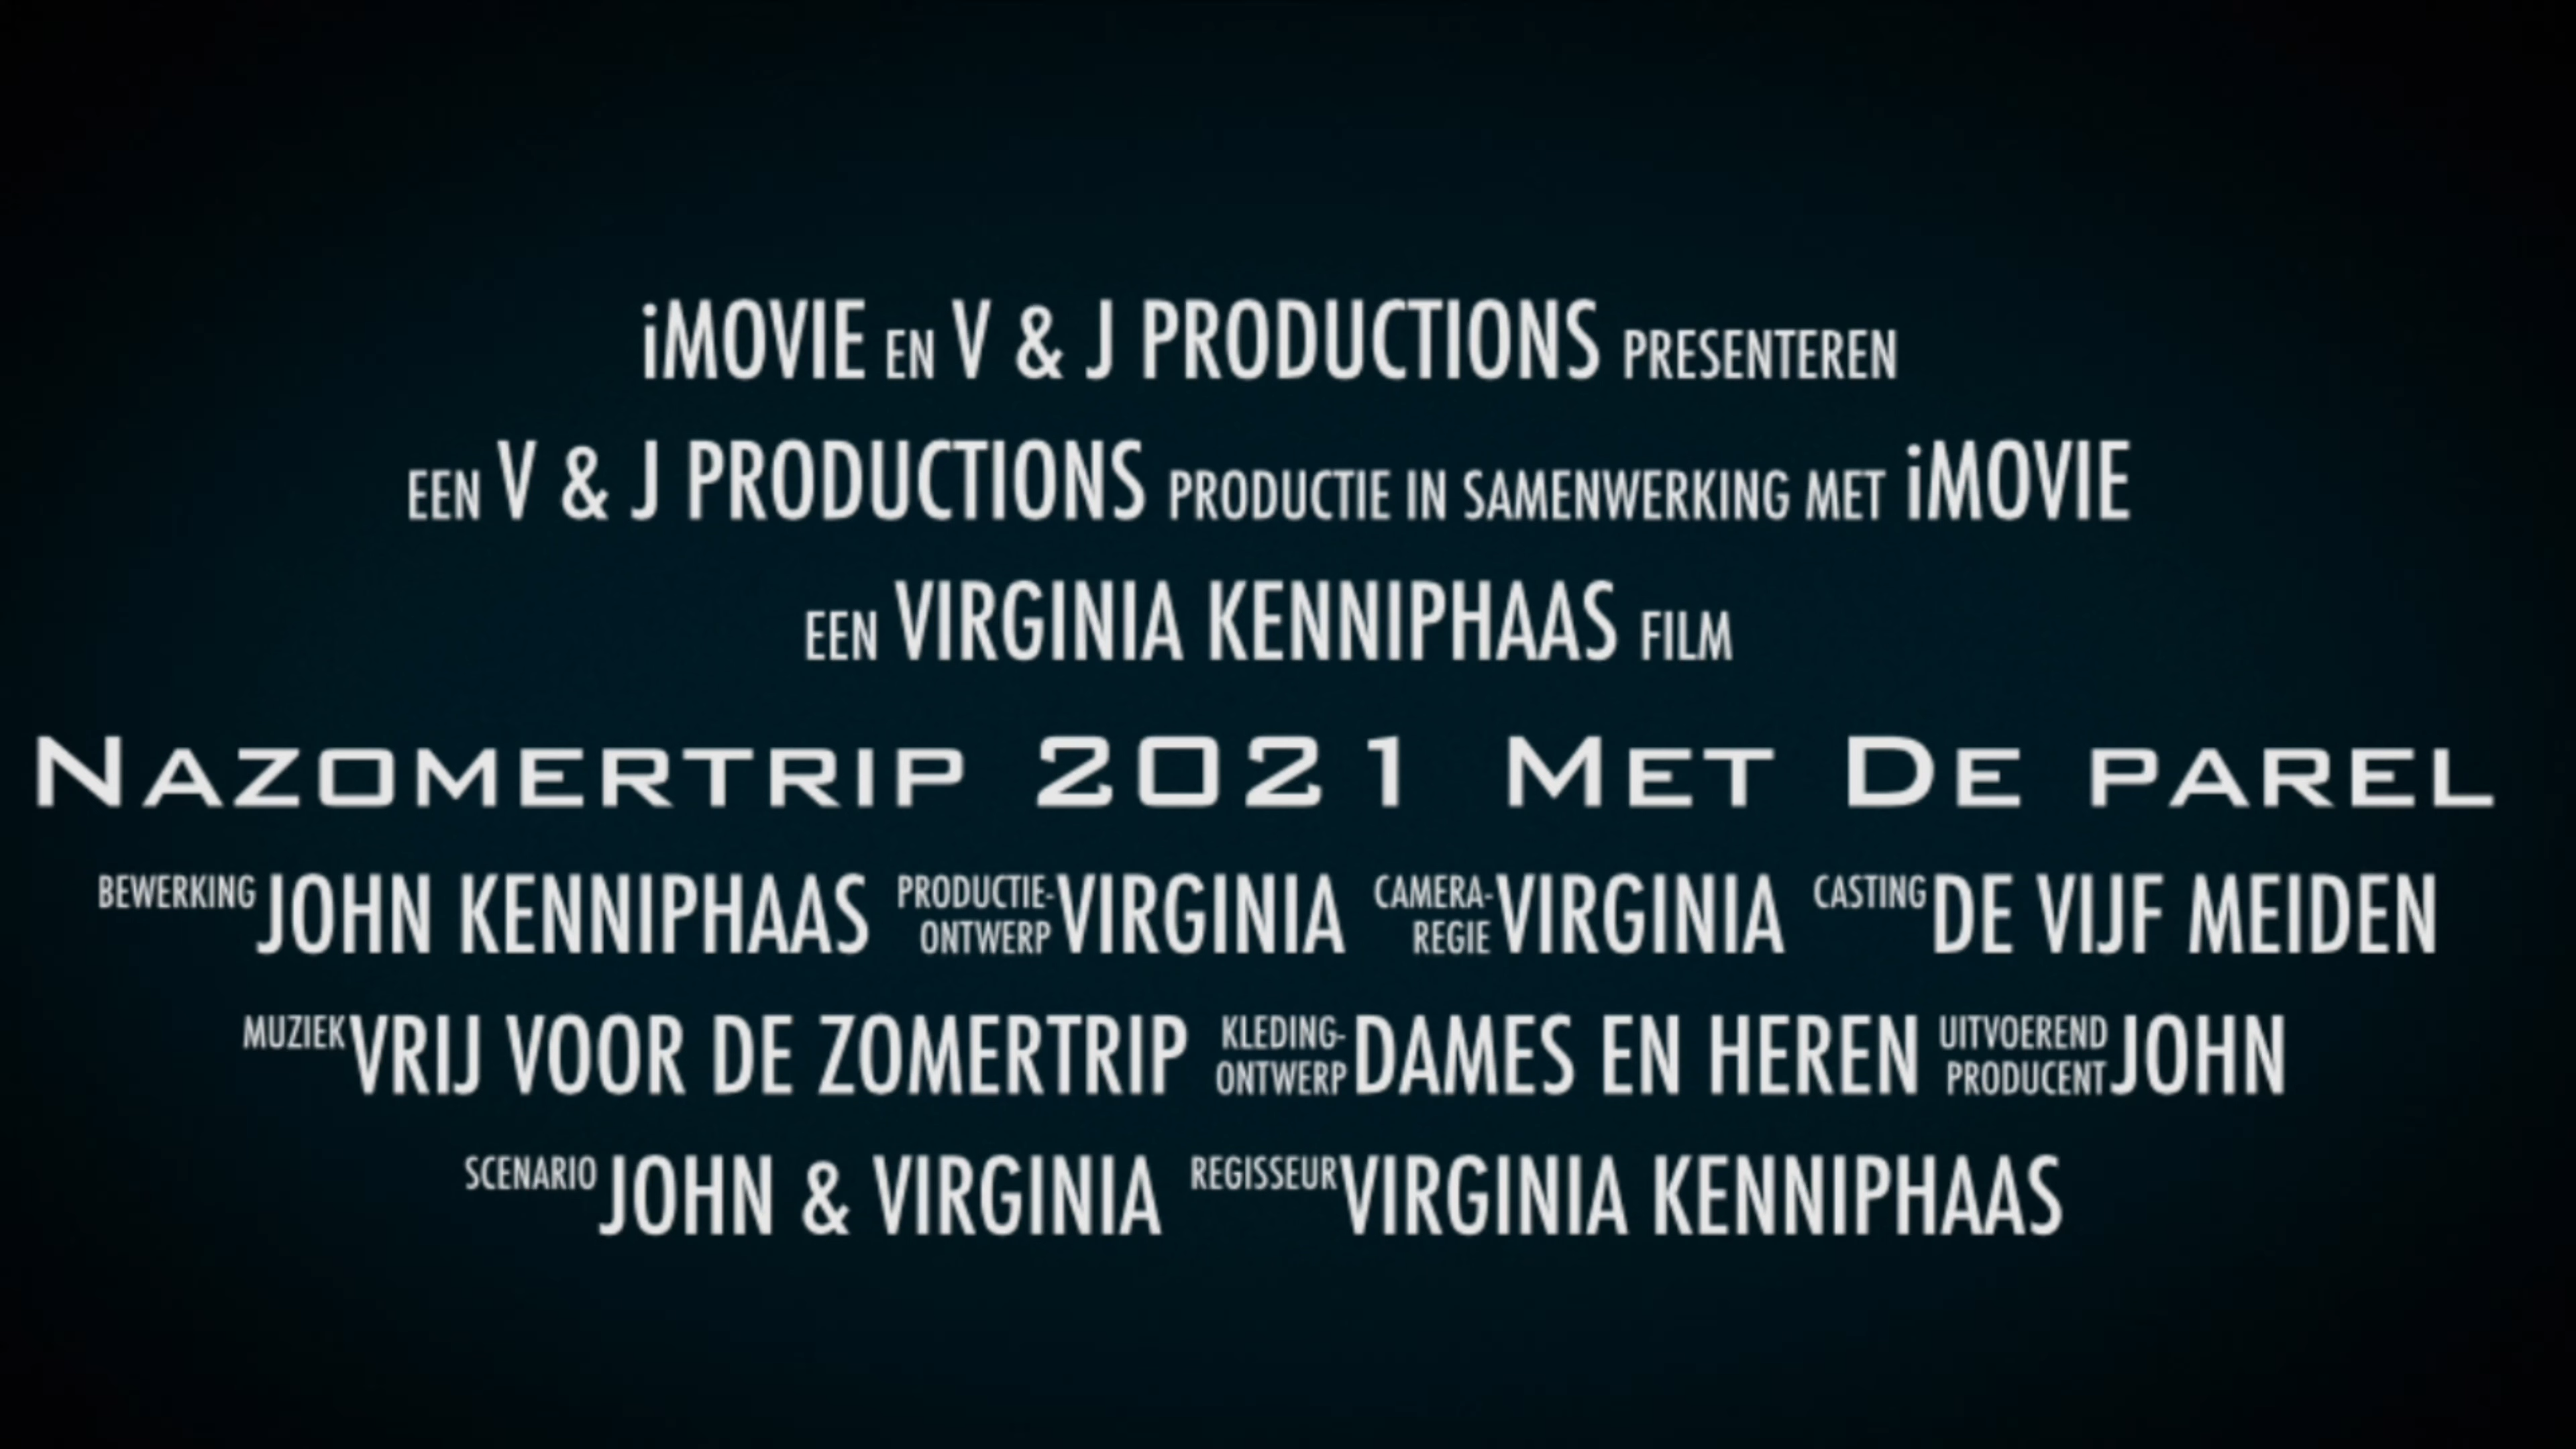 iMOVIE EN V & J PRODUCTIONS PRESENTEREN
EEN V & J PRODUCTIONS PRODUCTIE IN SAMENWERKING MET iMOVIE
EEN VIRGINIA KENNIPHAAS FILM
NAZOMERTRIP 2021 MET DE PAREL
BEWERKING JOHN KENNIPHAAS PRODUCTIE-ONTWERP VIRGINIA CAMERA-REGIE VIRGINIA CASTING DE VIJF MEIDEN
MUZIEK VRIJ VOOR DE ZOMERTRIP KLEDING-ONTWERP DAMES EN HEREN UITVOEREND PRODUCENT JOHN
SCENARIO JOHN & VIRGINIA REGISSEUR VIRGINIA KENNIPHAAS